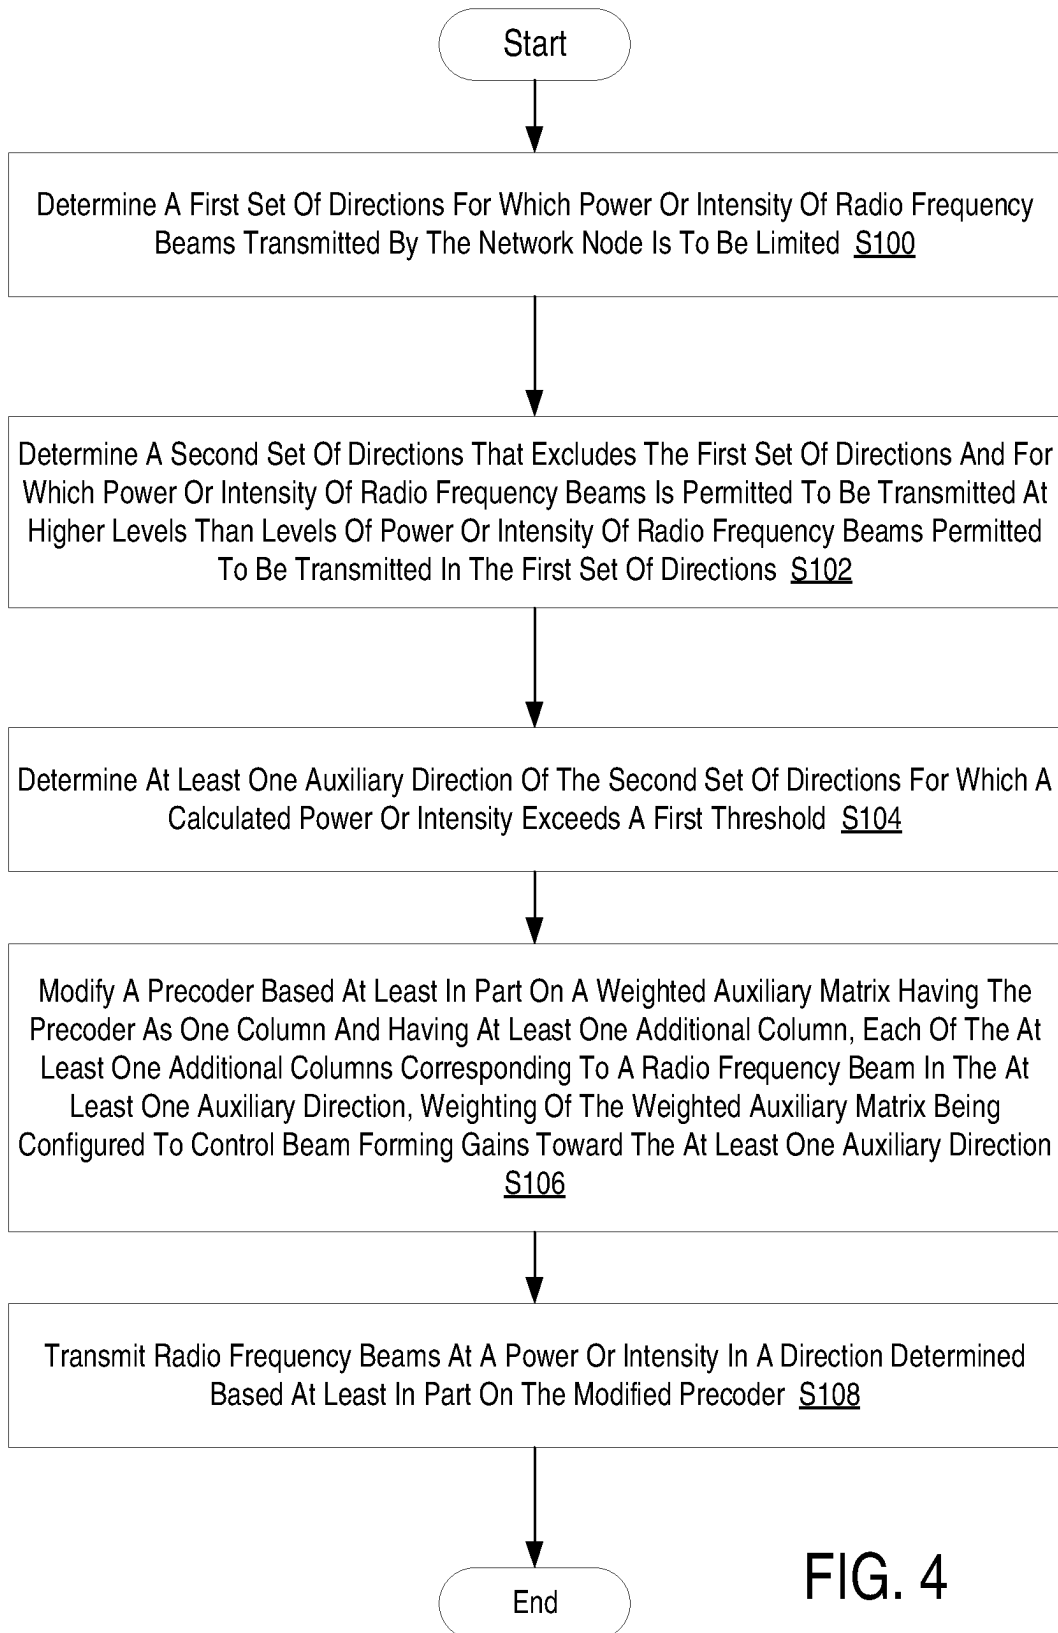 Start
Determine A First Set Of Directions For Which Power Or Intensity Of Radio Frequency
Beams Transmitted By The Network Node Is To Be Limited S100
Determine A Second Set Of Directions That Excludes The First Set Of Directions And For
Which Power Or Intensity Of Radio Frequency Beams Is Permitted To Be Transmitted At
Higher Levels Than Levels Of Power Or Intensity Of Radio Frequency Beams Permitted
To Be Transmitted In The First Set Of Directions S102
Determine At Least One Auxiliary Direction Of The Second Set Of Directions For Which A
Calculated Power Or Intensity Exceeds A First Threshold S104
Modify A Precoder Based At Least In Part On A Weighted Auxiliary Matrix Having The
Precoder As One Column And Having At Least One Additional Column, Each Of The At
Least One Additional Columns Corresponding To A Radio Frequency Beam In The At
Least One Auxiliary Direction, Weighting Of The Weighted Auxiliary Matrix Being
Configured To Control Beam Forming Gains Toward The At Least One Auxiliary Direction
S106
Transmit Radio Frequency Beams At A Power Or Intensity In A Direction Determined
Based At Least In Part On The Modified Precoder S108
End
FIG. 4